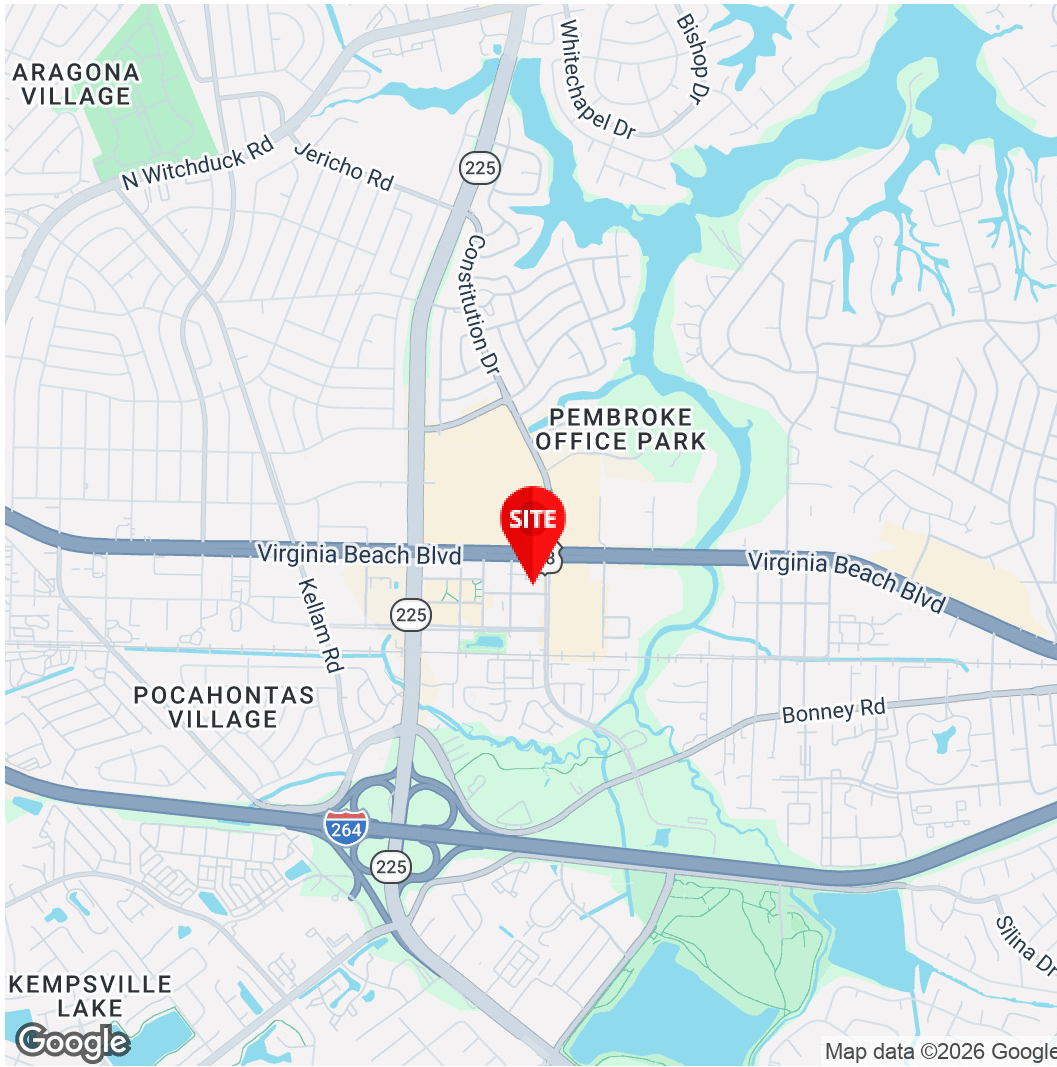 ARAGONA
VILLAGE
Whitechapel Dr
Bishop Dr
N Witchduck Rd
Jericho Rd
225
Constitution Dr
PEMBROKE
OFFICE PARK
SITE
Virginia Beach Blvd
8
Virginia Beach Blvd
Kellam Rd
225
POCAHONTAS
VILLAGE
Bonney Rd
264
225
Silina Dr
KEMPSVILLE
LAKE
Google
Map data ©2026 Google